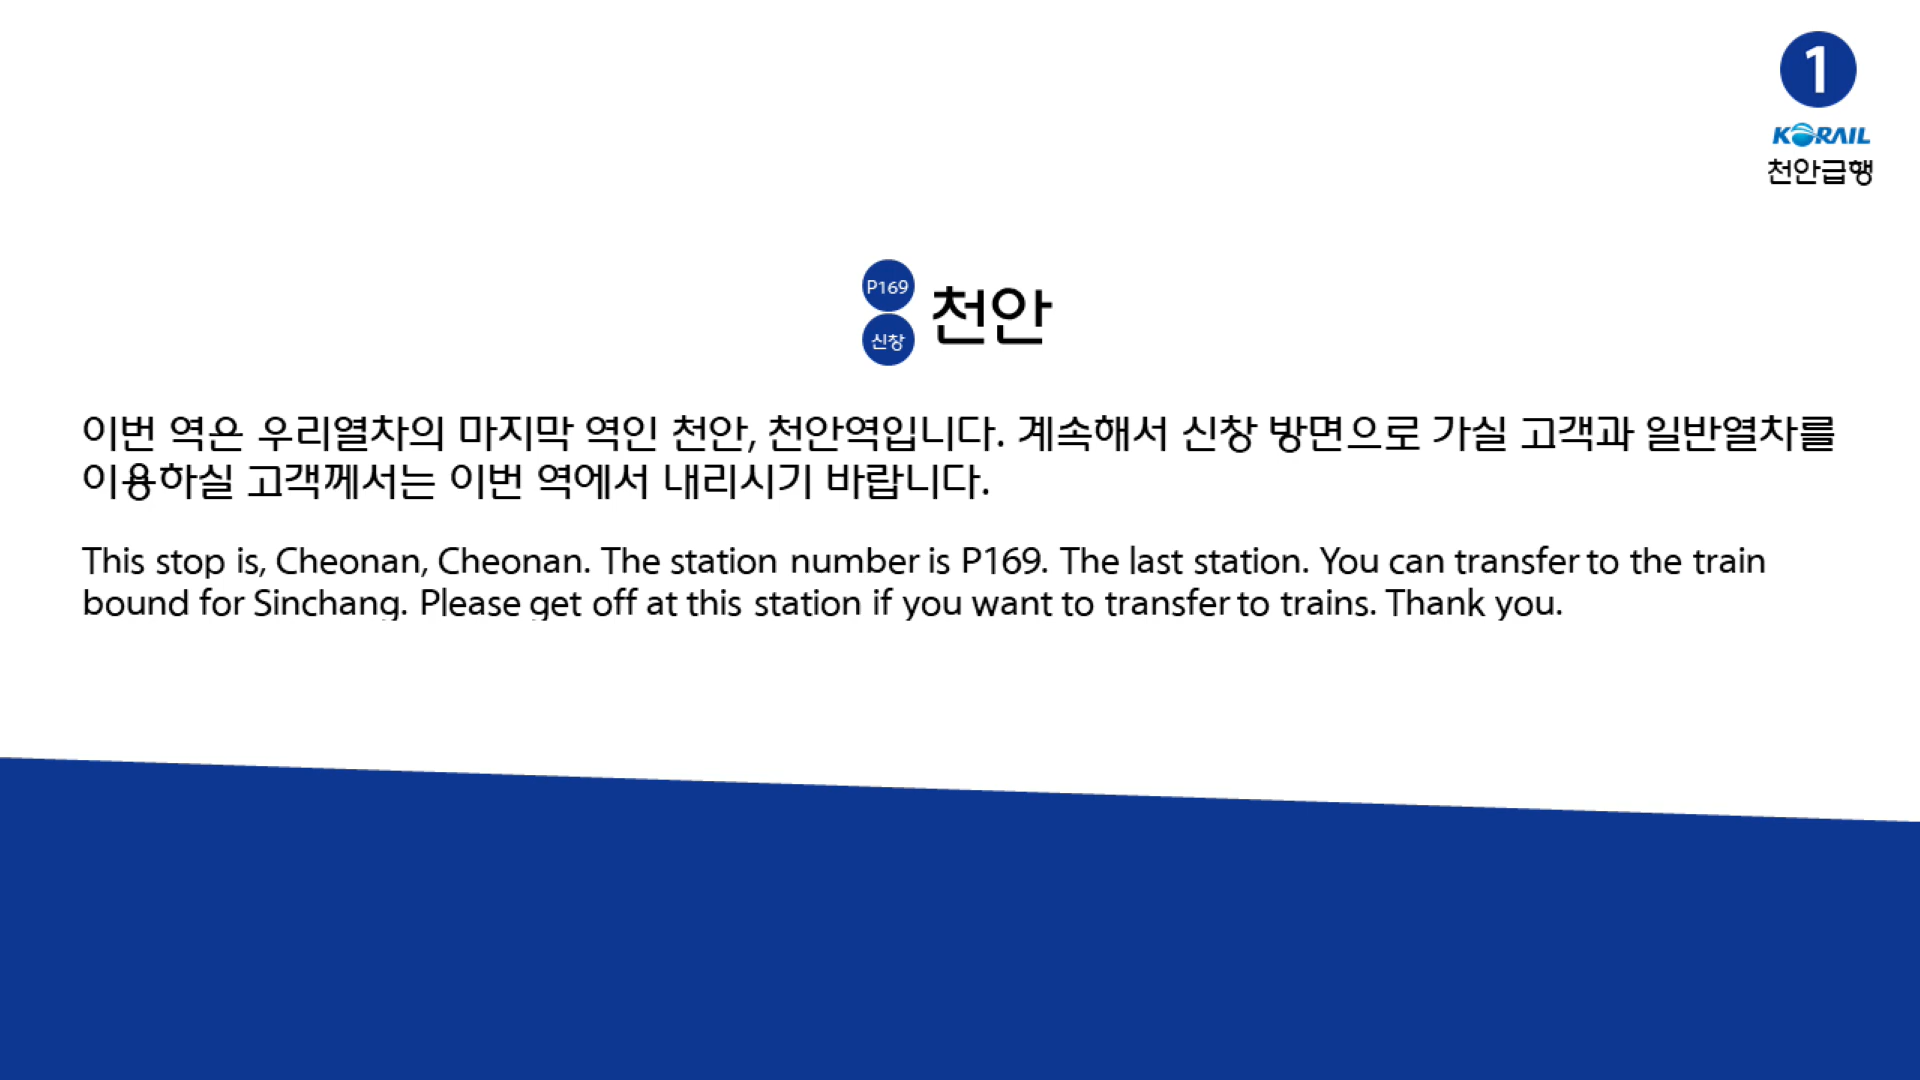 1
KORAIL
천안급행
P169
신창
천안
이번 역은 우리열차의 마지막 역인 천안, 천안역입니다. 계속해서 신창 방면으로 가실 고객과 일반열차를
이용하실 고객께서는 이번 역에서 내리시기 바랍니다.
This stop is, Cheonan, Cheonan. The station number is P169. The last station. You can transfer to the train
bound for Sinchang. Please get off at this station if you want to transfer to trains. Thank you.